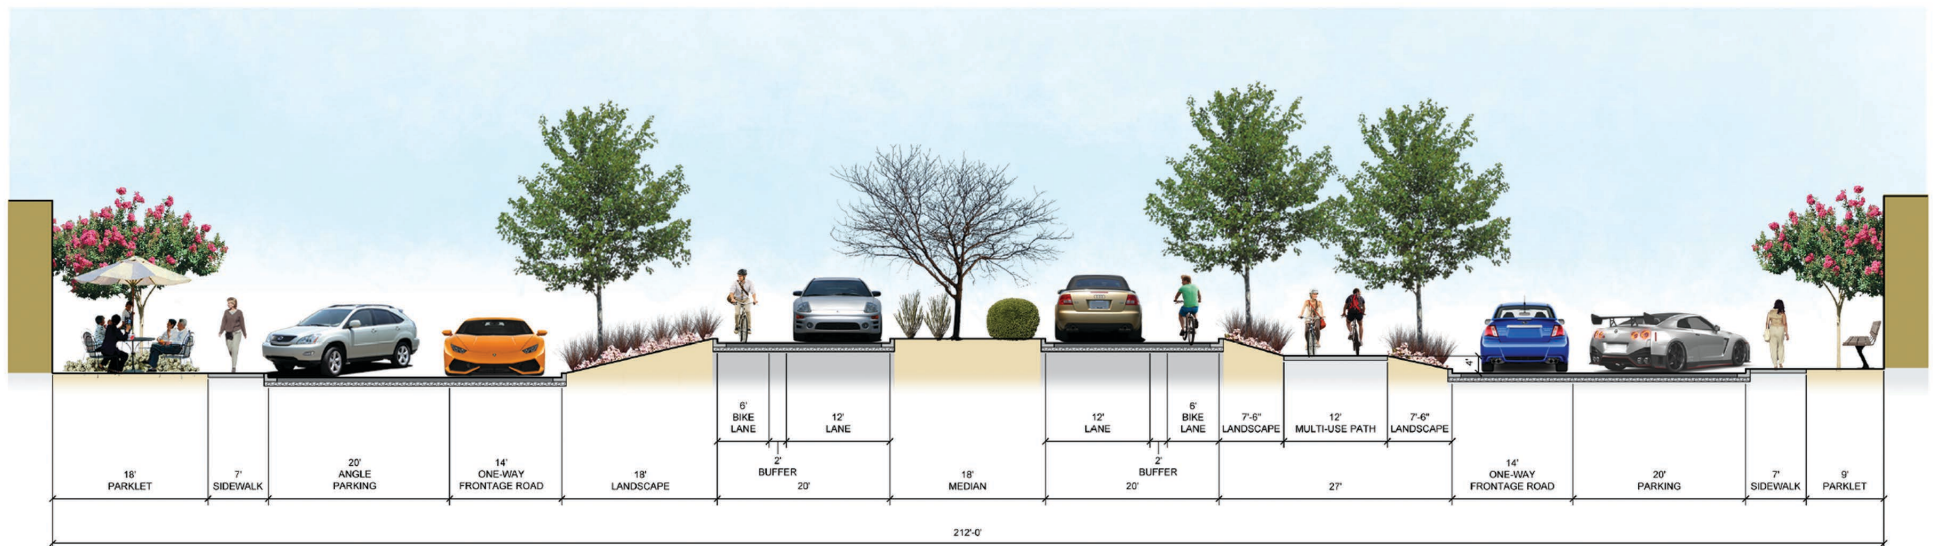 6'
BIKE
LANE
12'
LANE
2'
BUFFER
12'
LANE
6'
BIKE
LANE
2'
BUFFER
7'-6"
LANDSCAPE
12'
MULTI-USE PATH
7'-6"
LANDSCAPE
4'
18'
PARKLET
7'
SIDEWALK
20'
ANGLE
PARKING
14'
ONE-WAY
FRONTAGE ROAD
18'
LANDSCAPE
20'
18'
MEDIAN
20'
27'
14'
ONE-WAY
FRONTAGE ROAD
20'
PARKING
7'
SIDEWALK
9'
PARKLET
212'-0'